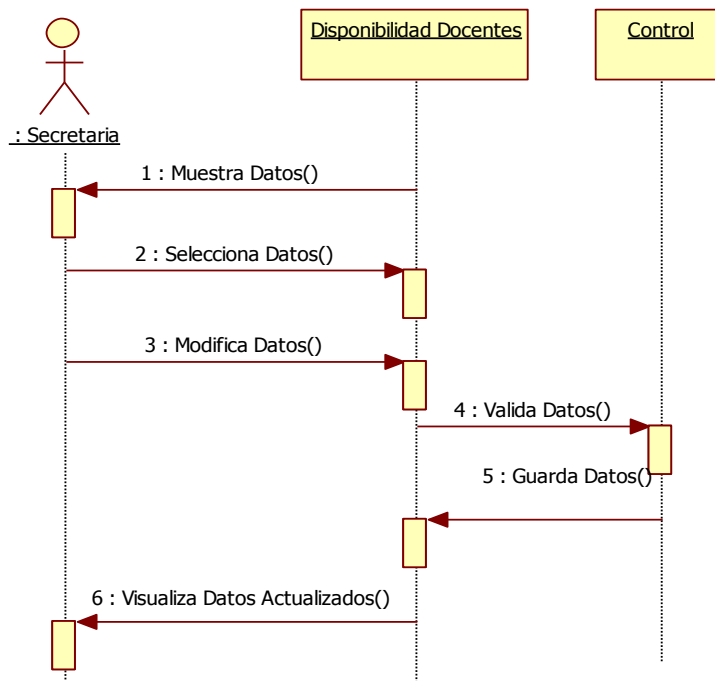 Disponibilidad Docentes
Control
: Secretaria
1 : Muestra Datos()
2 : Selecciona Datos()
3 : Modifica Datos()
4 : Valida Datos()
5 : Guarda Datos()
6 : Visualiza Datos Actualizados()